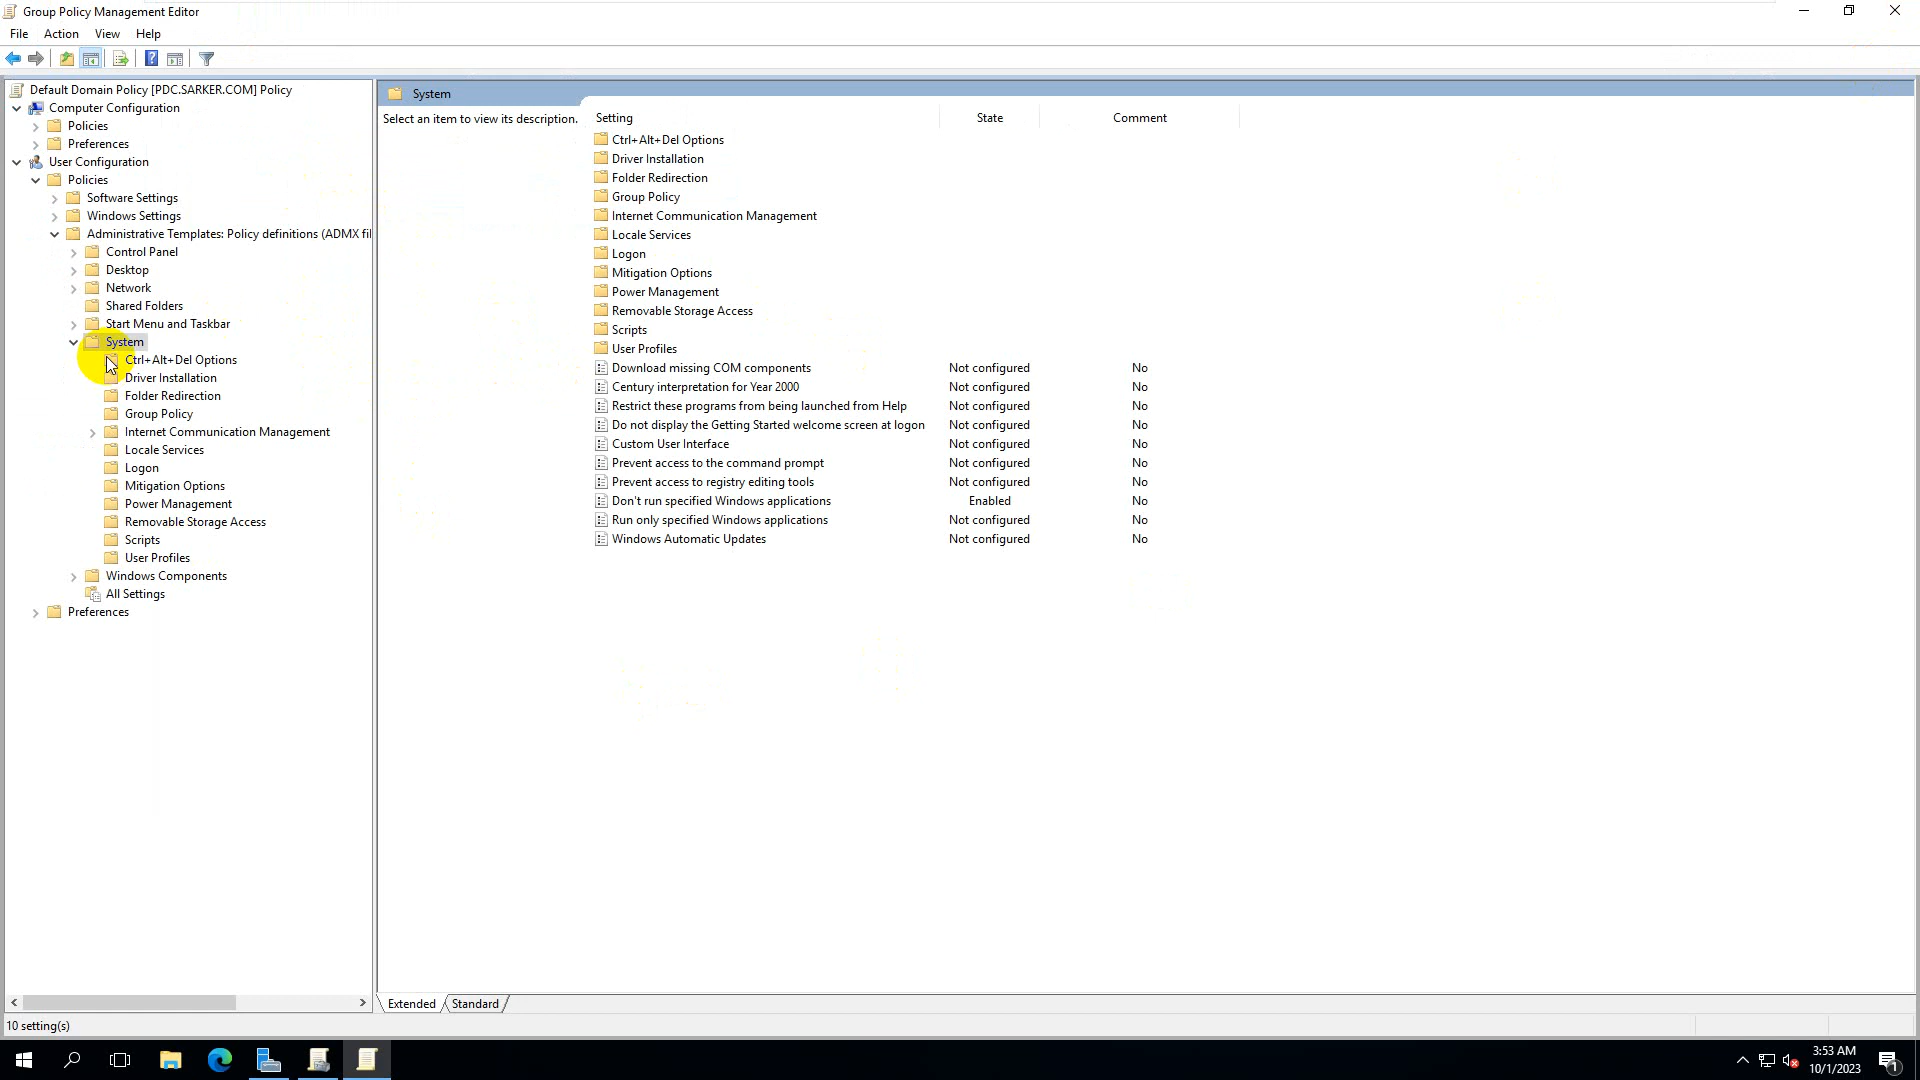 Group Policy Management Editor
File Action View Help
Default Domain Policy [PDC.SARKER.COM] Policy
Computer Configuration
Policies
Preferences
User Configuration
Policies
Software Settings
Windows Settings
Administrative Templates: Policy definitions (ADMX fil
Control Panel
Desktop
Network
Shared Folders
Start Menu and Taskbar
System
Ctrl+Alt+Del Options
Driver Installation
Folder Redirection
Group Policy
Internet Communication Management
Locale Services
Logon
Mitigation Options
Power Management
Removable Storage Access
Scripts
User Profiles
Windows Components
All Settings
Preferences
System
Select an item to view its description.
Setting State Comment
Ctrl+Alt+Del Options
Driver Installation
Folder Redirection
Group Policy
Internet Communication Management
Locale Services
Logon
Mitigation Options
Power Management
Removable Storage Access
Scripts
User Profiles
Download missing COM components Not configured No
Century interpretation for Year 2000 Not configured No
Restrict these programs from being launched from Help Not configured No
Do not display the Getting Started welcome screen at logon Not configured No
Custom User Interface Not configured No
Prevent access to the command prompt Not configured No
Prevent access to registry editing tools Not configured No
Don't run specified Windows applications Enabled No
Run only specified Windows applications Not configured No
Windows Automatic Updates Not configured No
Extended Standard
10 setting(s)
3:53 AM
10/1/2023
1